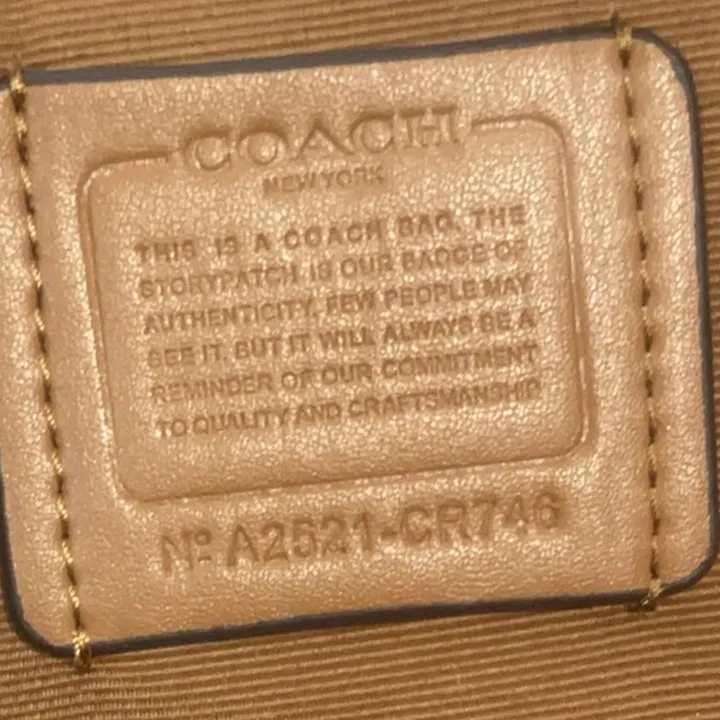 COACH
NEW YORK
THIS IS A COACH BAG. THE
STORYPATCH IS OUR BADGE OF
AUTHENTICITY. FEW PEOPLE MAY
SEE IT, BUT IT WILL ALWAYS BE A
REMINDER OF OUR COMMITMENT
TO QUALITY AND CRAFTSMANSHIP
Nº A2521-CR746